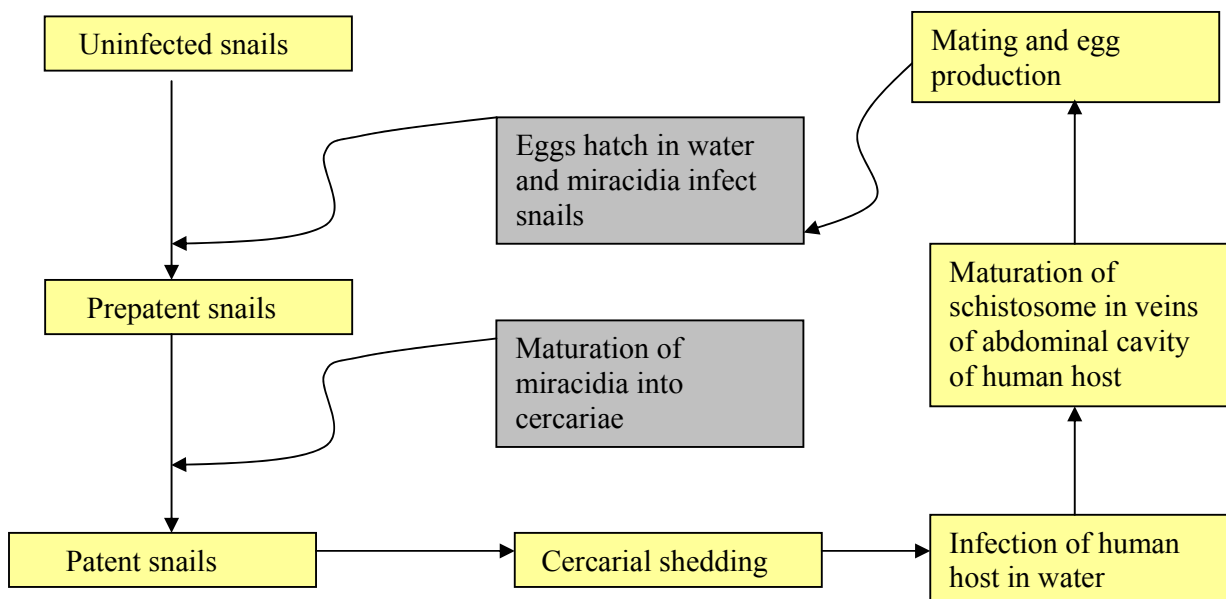 Uninfected snails
Mating and egg
production
Eggs hatch in water
and miracidia infect
snails
Prepatent snails
Maturation of
schistosome in veins
of abdominal cavity
of human host
Maturation of
miracidia into
cercariae
Patent snails
Cercarial shedding
Infection of human
host in water